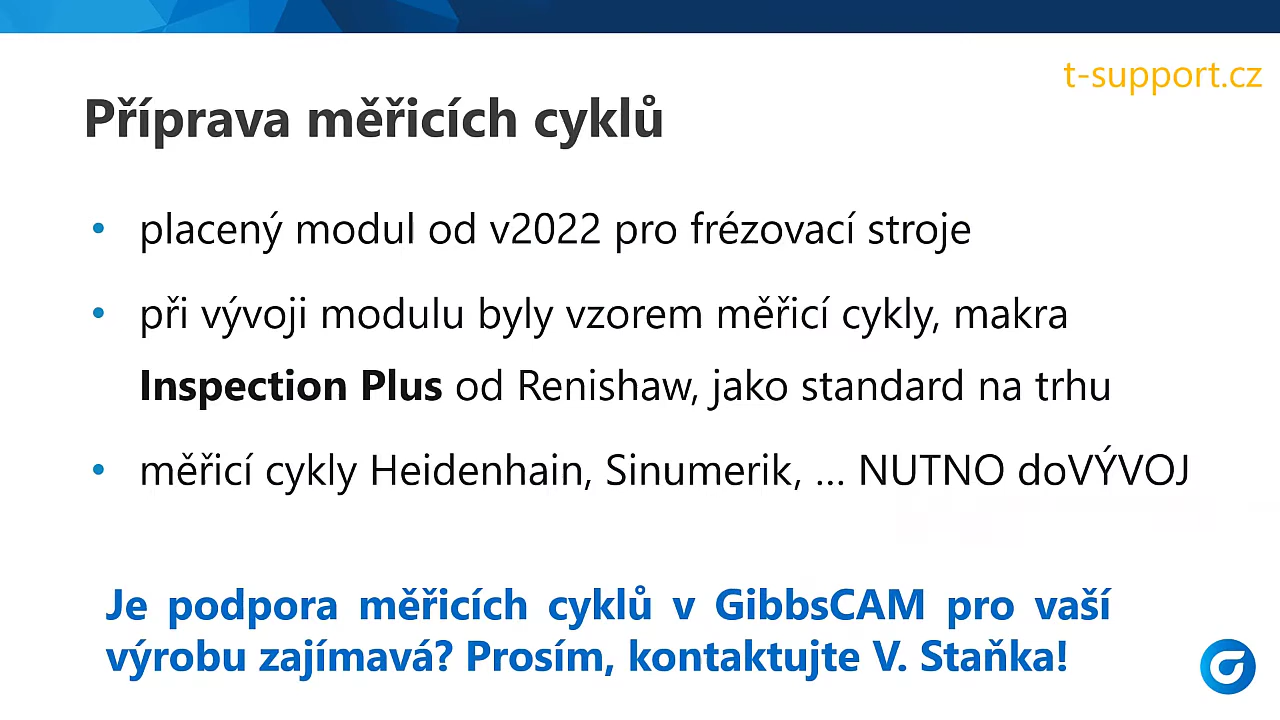 t-support.cz
Příprava měřicích cyklů
• placený modul od v2022 pro frézovací stroje
• při vývoji modulu byly vzorem měřicí cykly, makra
Inspection Plus od Renishaw, jako standard na trhu
• měřicí cykly Heidenhain, Sinumerik, ... NUTNO doVÝVOJ
Je podpora měřicích cyklů v GibbsCAM pro vaší
výrobu zajímavá? Prosím, kontaktujte V. Staňka!